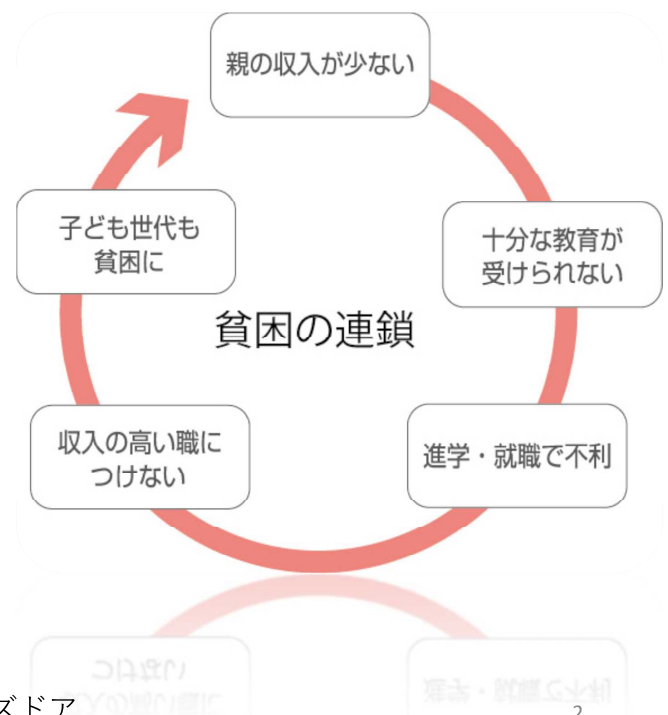 親の収入が少ない
十分な教育が
受けられない
進学・就職で不利
収入の高い職に
つけない
子ども世代も
貧困に
貧困の連鎖
ズドア
2